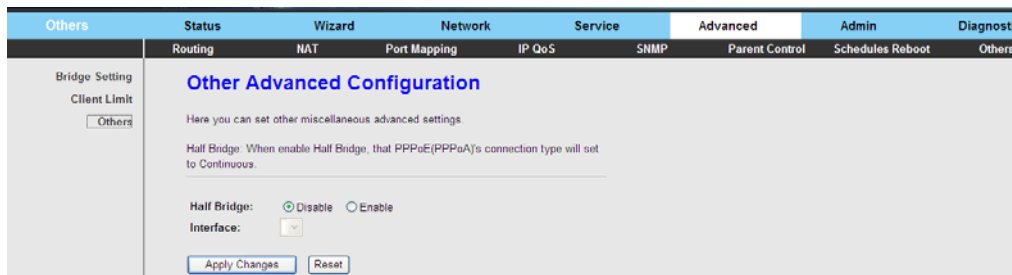 Others Status Wizard Network Service Advanced Admin Diagnost
Routing NAT Port Mapping IP QoS SNMP Parent Control Schedules Reboot Others
Bridge Setting
Client Limit
Others
Other Advanced Configuration
Here you can set other miscellaneous advanced settings.
Half Bridge: When enable Half Bridge, that PPPoE(PPPoA)'s connection type will set
to Continuous.
Half Bridge: Disable Enable
Interface:
Apply Changes Reset